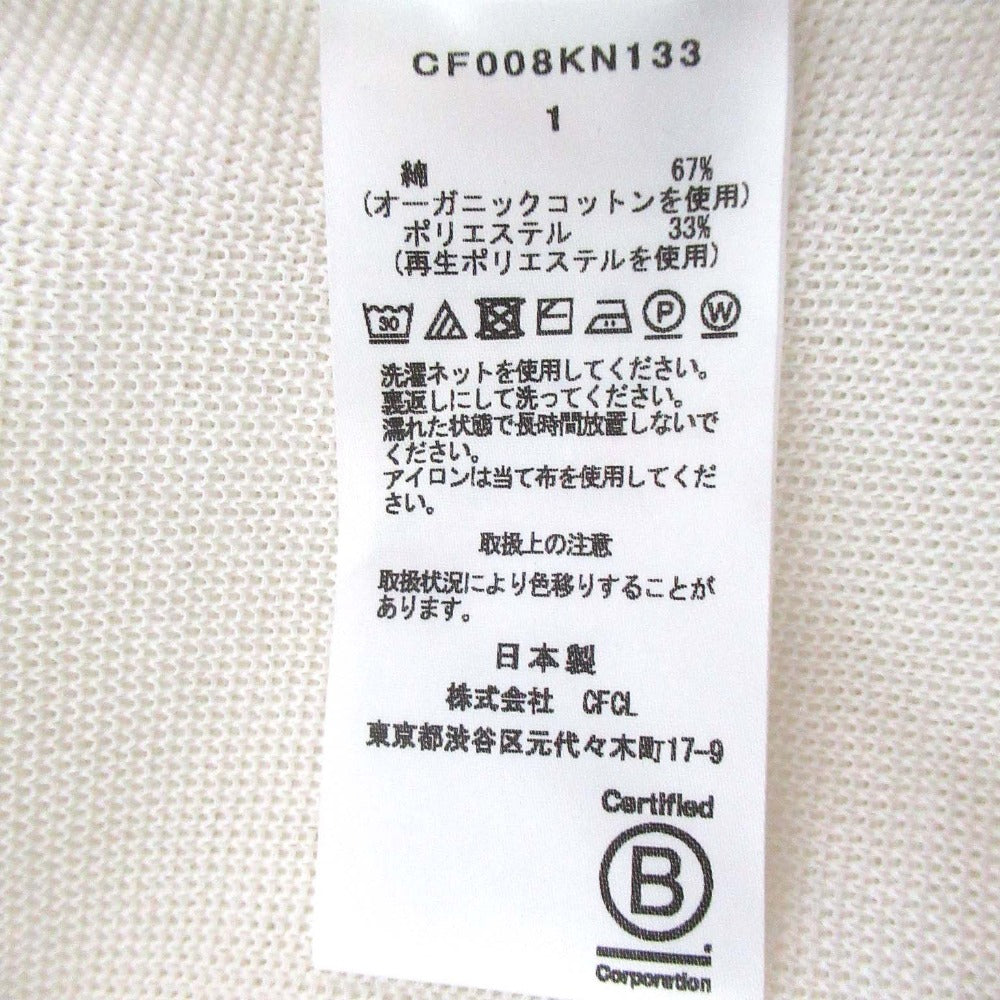 CF008KN133
1
綿 67%
(オーガニックコットンを使用)
ポリエステル 33%
(再生ポリエステルを使用)
30 P W
洗濯ネットを使用してください。
裏返しにして洗ってください。
濡れた状態で長時間放置しないで
ください。
アイロンは当て布を使用してくだ
さい。
取扱上の注意
取扱状況により色移りすることが
あります。
日本製
株式会社 CFCL
東京都渋谷区元代々木町17-9
Certified
B
Corporation